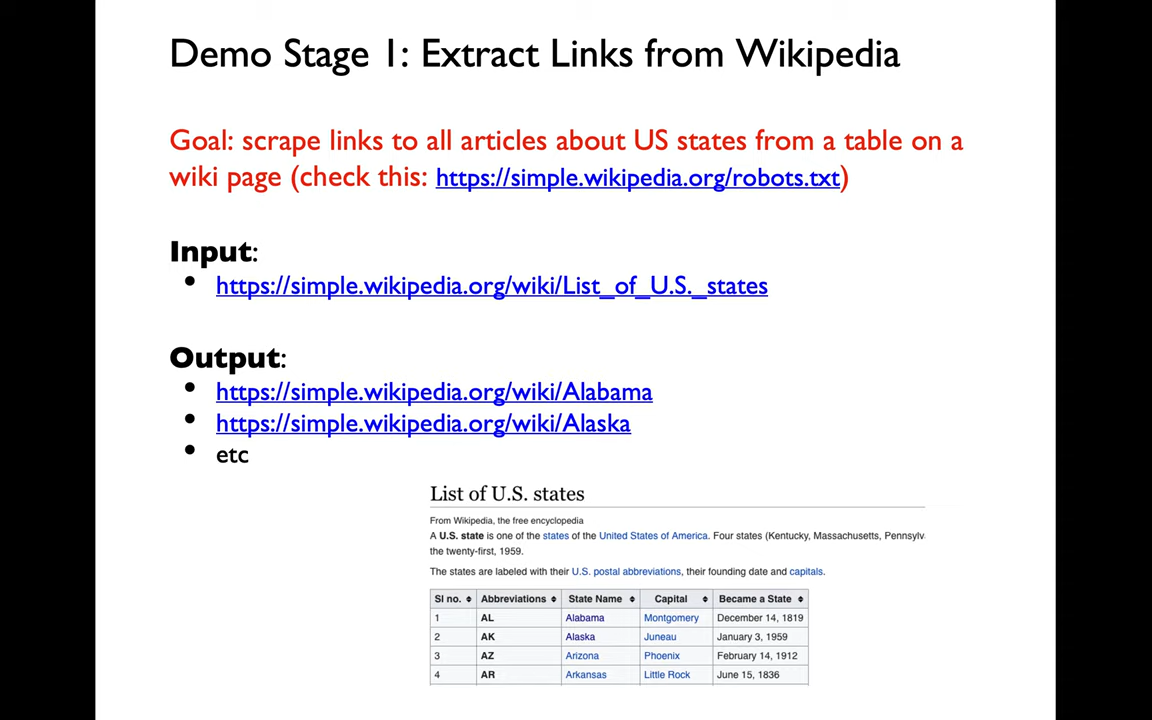 Demo Stage 1: Extract Links from Wikipedia
Goal: scrape links to all articles about US states from a table on a
wiki page (check this: https://simple.wikipedia.org/robots.txt)
Input:
• https://simple.wikipedia.org/wiki/List_of_U.S._states
Output:
• https://simple.wikipedia.org/wiki/Alabama
• https://simple.wikipedia.org/wiki/Alaska
• etc
List of U.S. states
From Wikipedia, the free encyclopedia
A U.S. state is one of the states of the United States of America. Four states (Kentucky, Massachusetts, Pennsylv
the twenty-first, 1959.
The states are labeled with their U.S. postal abbreviations, their founding date and capitals.
Sl no. Abbreviations State Name Capital Became a State
1 AL Alabama Montgomery December 14, 1819
2 AK Alaska Juneau January 3, 1959
3 AZ Arizona Phoenix February 14, 1912
4 AR Arkansas Little Rock June 15, 1836